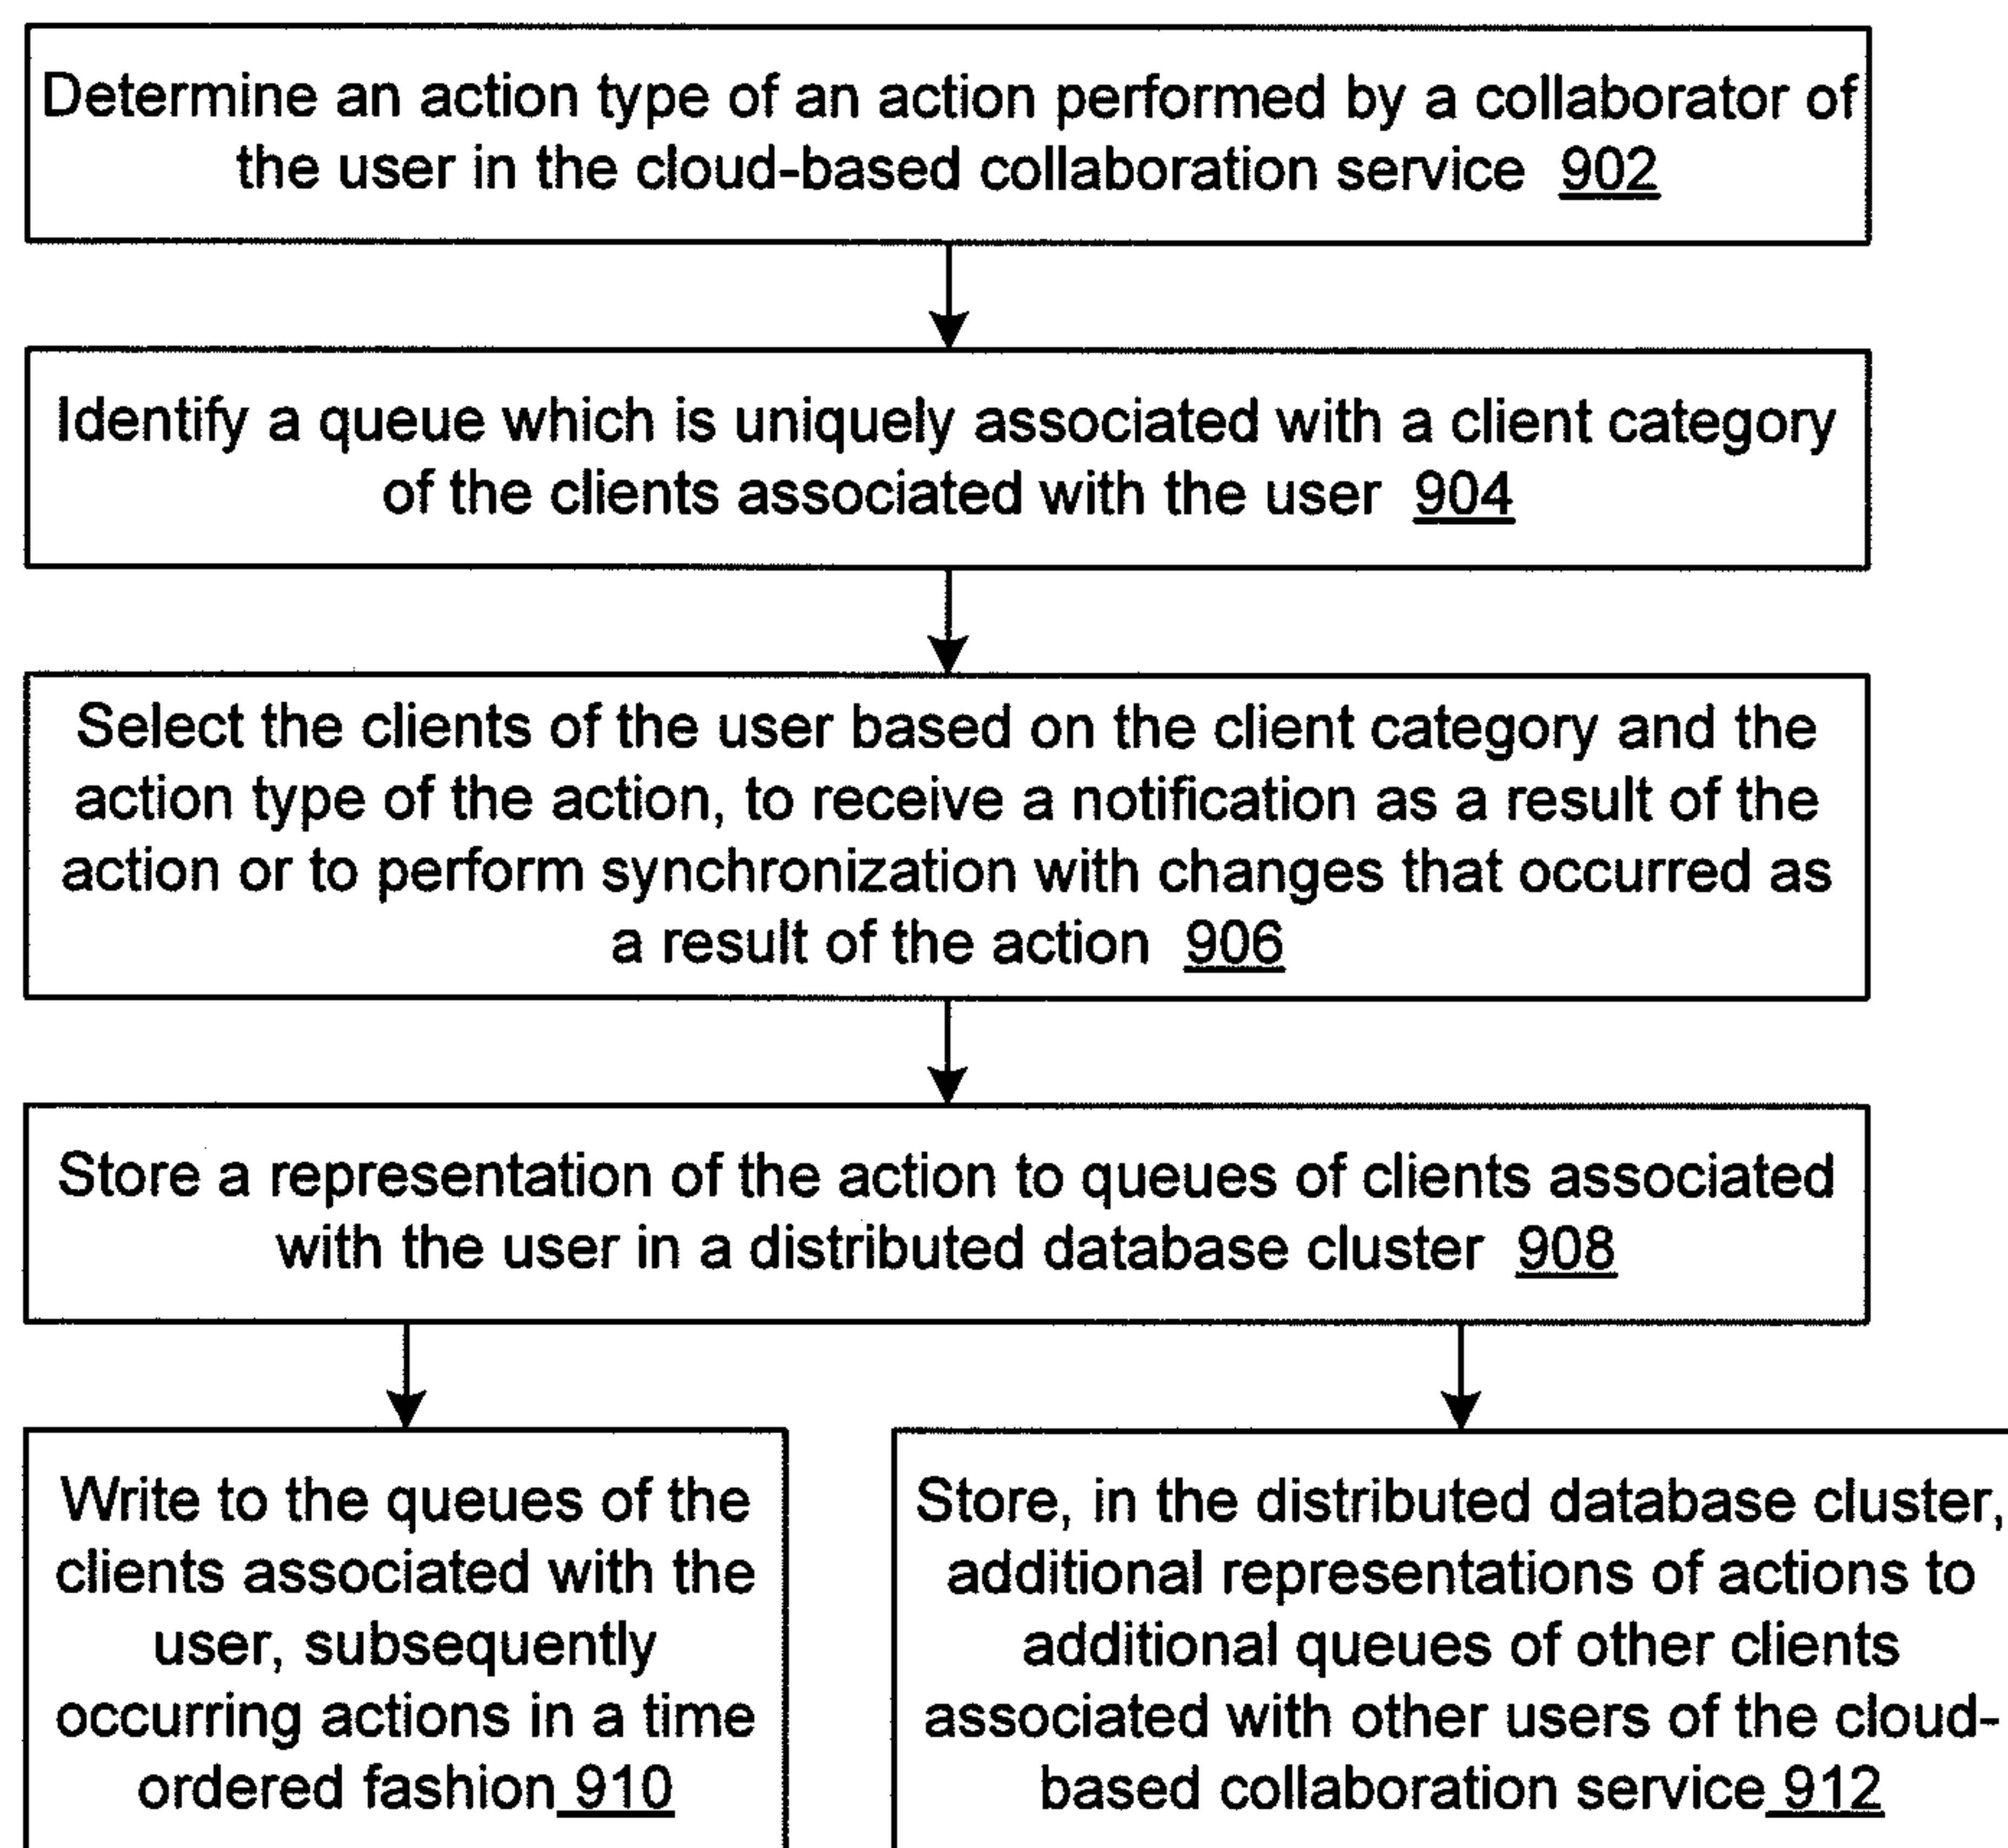 Determine an action type of an action performed by a collaborator of
the user in the cloud-based collaboration service 902
Identify a queue which is uniquely associated with a client category
of the clients associated with the user 904
Select the clients of the user based on the client category and the
action type of the action, to receive a notification as a result of the
action or to perform synchronization with changes that occurred as
a result of the action 906
Store a representation of the action to queues of clients associated
with the user in a distributed database cluster 908
Write to the queues of the
clients associated with the
user, subsequently
occurring actions in a time
ordered fashion 910
Store, in the distributed database cluster,
additional representations of actions to
additional queues of other clients
associated with other users of the cloud-
based collaboration service 912